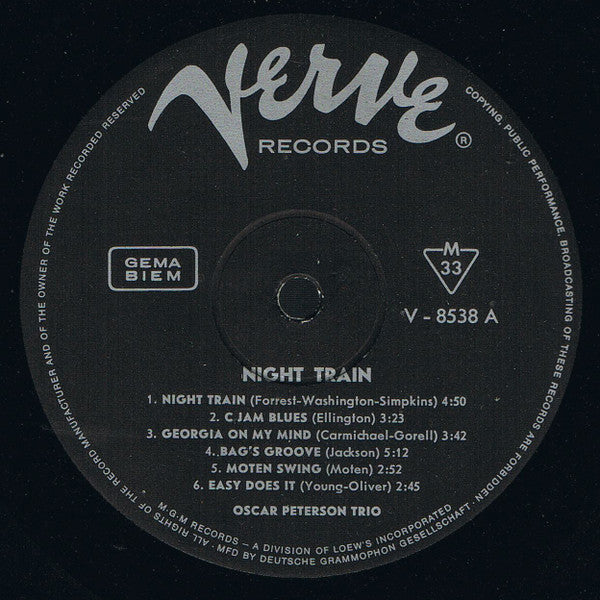 Verve
RECORDS
®
GEMA
BIEM
M
33
V - 8538 A
NIGHT TRAIN
1. NIGHT TRAIN (Forrest-Washington-Simpkins) 4:50
2. C JAM BLUES (Ellington) 3:23
3. GEORGIA ON MY MIND (Carmichael-Gorell) 3:42
4. BAG'S GROOVE (Jackson) 5:12
5. MOTEN SWING (Moten) 2:52
6. EASY DOES IT (Young-Oliver) 2:45
OSCAR PETERSON TRIO
M·G·M RECORDS – A DIVISION OF LOEW'S INCORPORATED
ALL RIGHTS OF THE RECORD MANUFACTURER AND OF THE OWNER OF THE WORK RECORDED RESERVED
COPYING, PUBLIC PERFORMANCE, BROADCASTING OF THESE RECORDS ARE FORBIDDEN
· MFD BY DEUTSCHE GRAMMOPHON GESELLSCHAFT ·